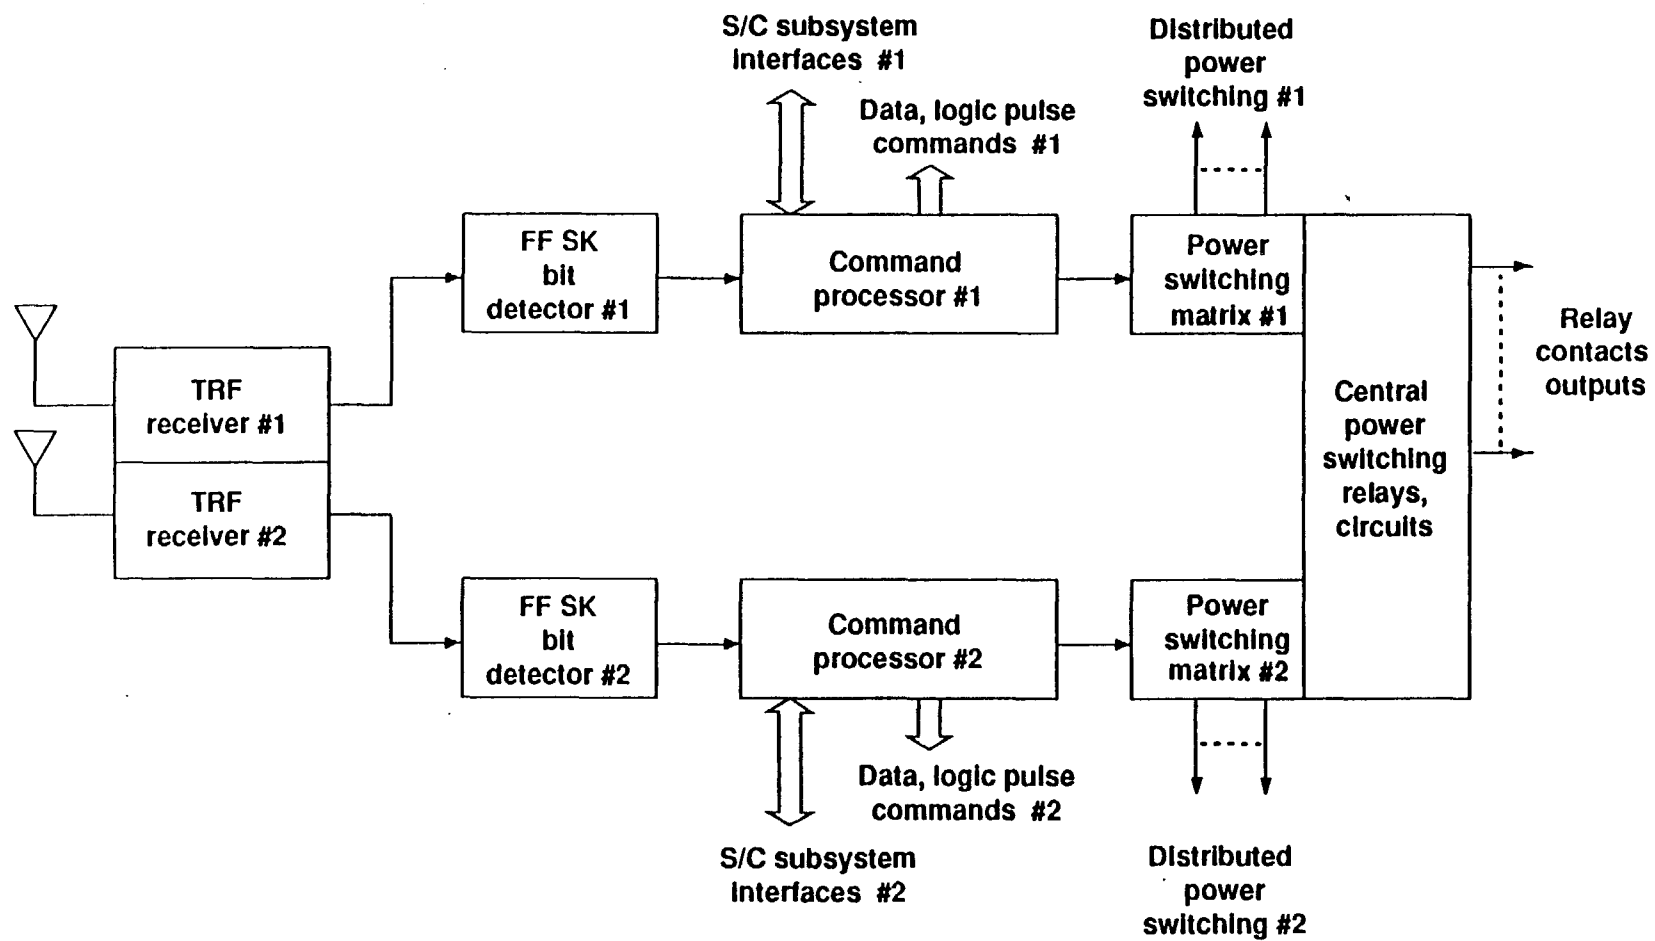 S/C subsystem
interfaces #1
Distributed
power
switching #1
Data, logic pulse
commands #1
FF SK
bit
detector #1
Command
processor #1
Power
switching
matrix #1
TRF
receiver #1
TRF
receiver #2
Central
power
switching
relays,
circuits
Relay
contacts
outputs
FF SK
bit
detector #2
Command
processor #2
Power
switching
matrix #2
Data, logic pulse
commands #2
S/C subsystem
interfaces #2
Distributed
power
switching #2